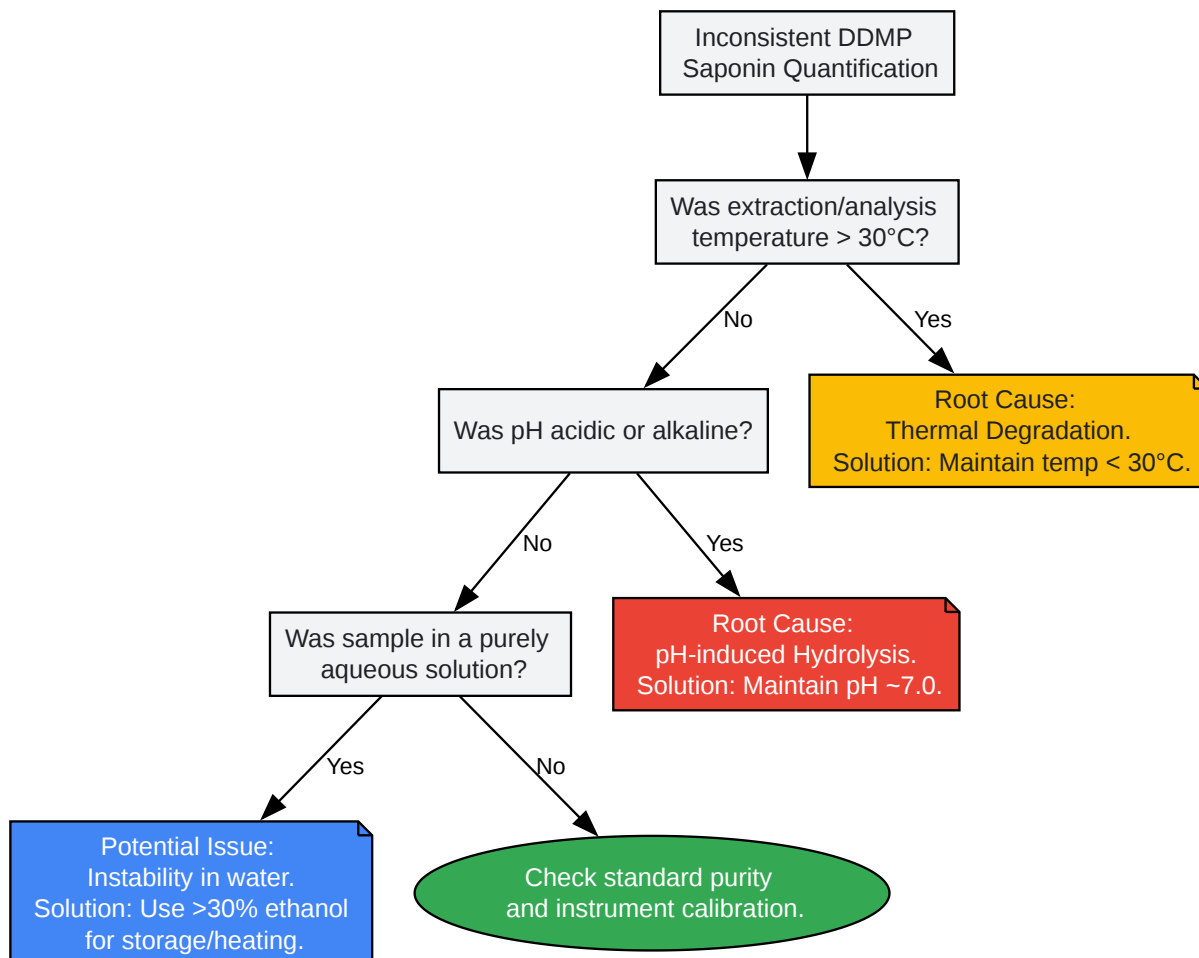 Inconsistent DDMP
Saponin Quantification
Was extraction/analysis
temperature > 30°C?
No
Yes
Root Cause:
Thermal Degradation.
Solution: Maintain temp < 30°C.
Was pH acidic or alkaline?
No
Yes
Root Cause:
pH-induced Hydrolysis.
Solution: Maintain pH ~7.0.
Was sample in a purely
aqueous solution?
Yes
No
Potential Issue:
Instability in water.
Solution: Use >30% ethanol
for storage/heating.
Check standard purity
and instrument calibration.